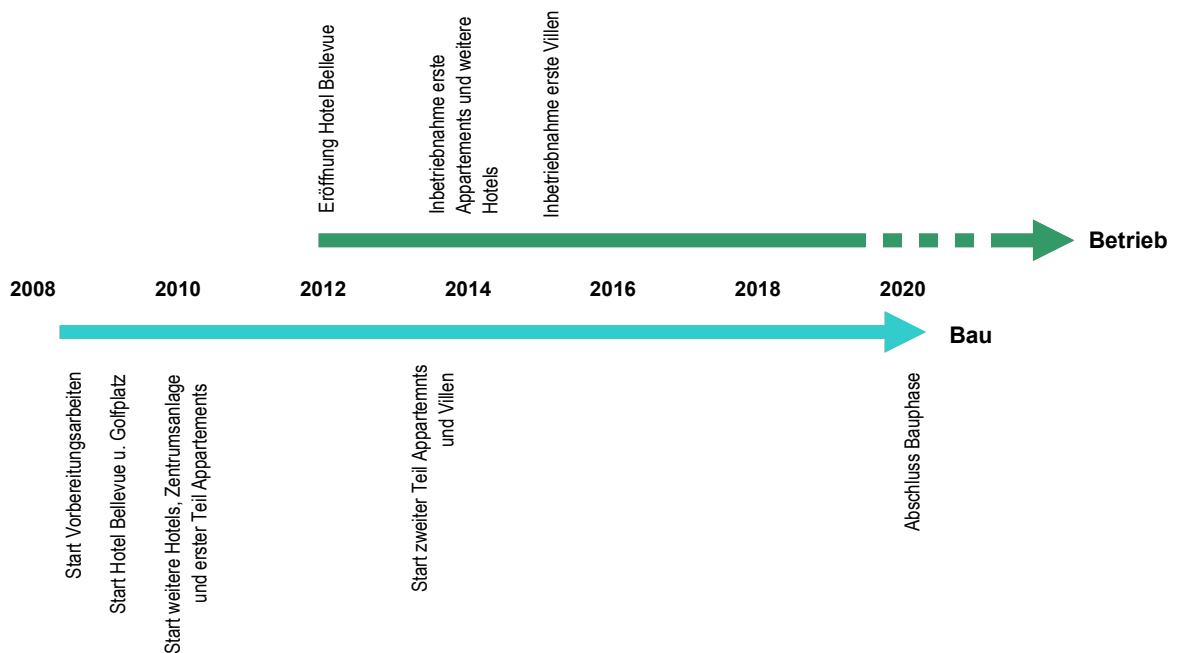 Eröffnung Hotel Bellevue
Inbetriebnahme erste
Appartements und weitere
Hotels
Inbetriebnahme erste Villen
Betrieb
2008 2010 2012 2014 2016 2018 2020
Bau
Start Vorbereitungsarbeiten
Start Hotel Bellevue u. Golfplatz
Start weitere Hotels, Zentrumsanlage
und erster Teil Appartements
Start zweiter Teil Appartemnts
und Villen
Abschluss Bauphase